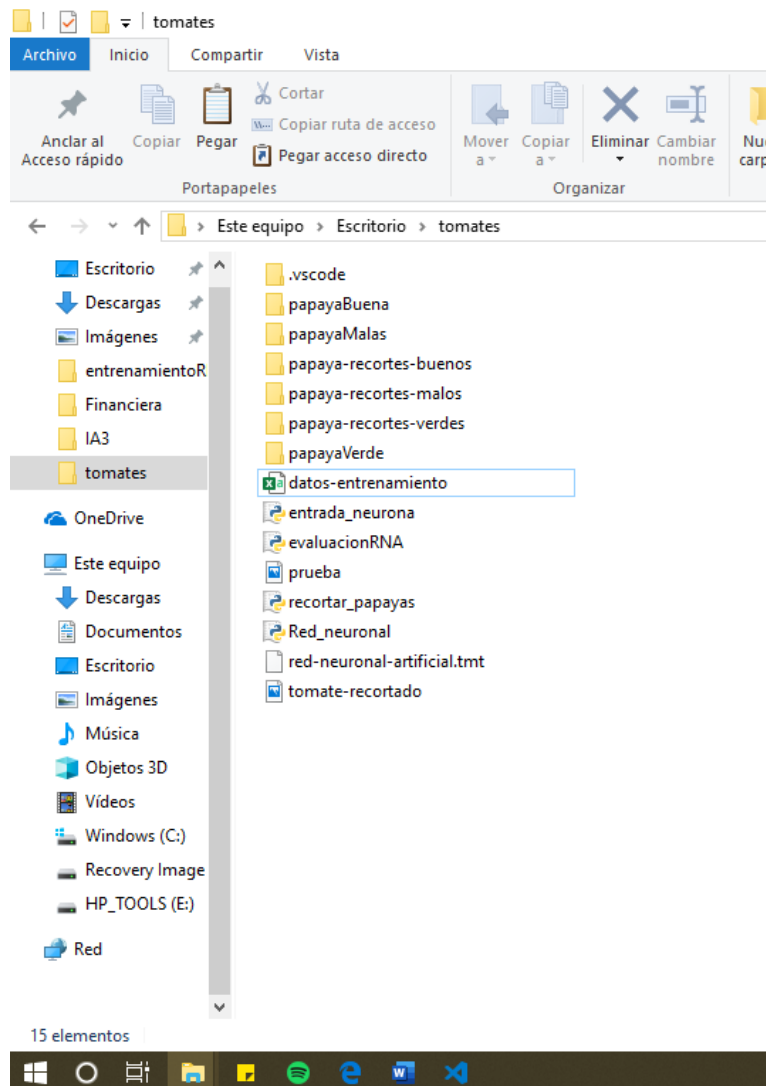 tomates
Archivo Inicio Compartir Vista
Anclar al Acceso rápido
Copiar
Pegar
Cortar
Copiar ruta de acceso
Pegar acceso directo
Portapapeles
Mover a
Copiar a
Eliminar
Cambiar nombre
Organizar
Este equipo > Escritorio > tomates
Escritorio
Descargas
Imágenes
entrenamientoR
Financiera
IA3
tomates
OneDrive
Este equipo
Descargas
Documentos
Escritorio
Imágenes
Música
Objetos 3D
Vídeos
Windows (C:)
Recovery Image
HP_TOOLS (E:)
Red
.vscode
papayaBuena
papayaMalas
papaya-recortes-buenos
papaya-recortes-malos
papaya-recortes-verdes
papayaVerde
datos-entrenamiento
entrada_neurona
evaluacionRNA
prueba
recortar_papayas
Red_neuronal
red-neuronal-artificial.tmt
tomate-recortado
15 elementos